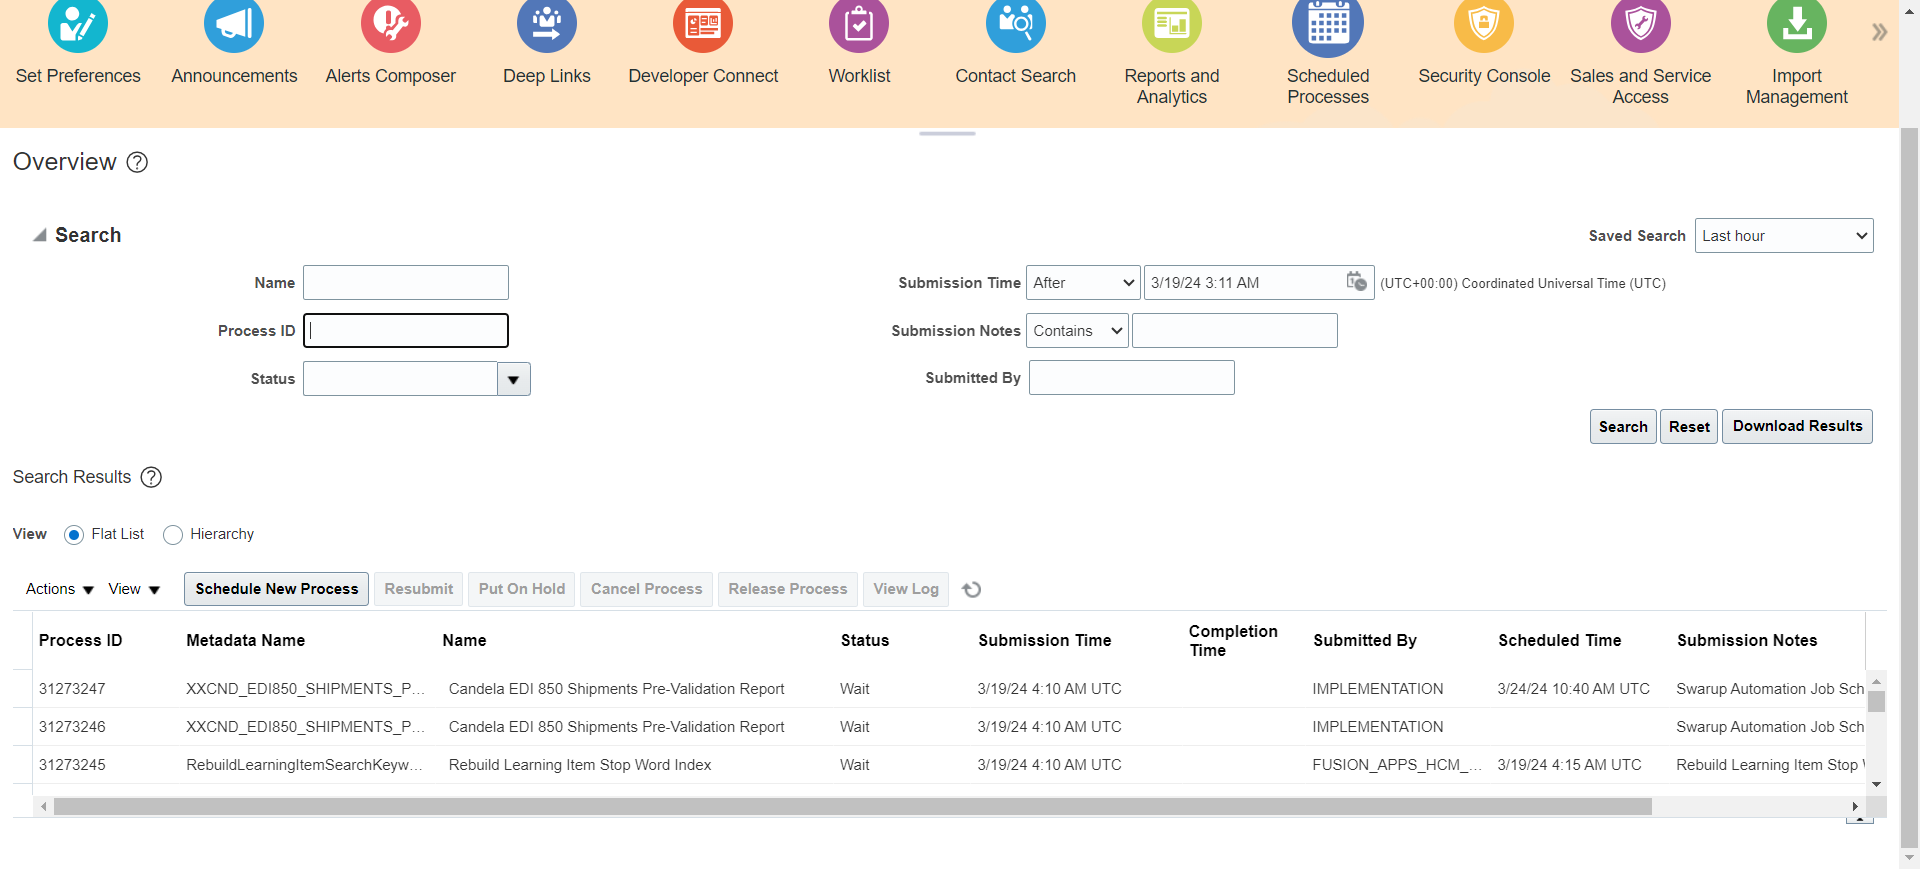 Set Preferences
Announcements
Alerts Composer
Deep Links
Developer Connect
Worklist
Contact Search
Reports and
Analytics
Scheduled
Processes
Security Console
Sales and Service
Access
Import
Management
Overview
Search
Saved Search Last hour
Name
Submission Time After 3/19/24 3:11 AM (UTC+00:00) Coordinated Universal Time (UTC)
Process ID
Submission Notes Contains
Status
Submitted By
Search Reset Download Results
Search Results
View Flat List Hierarchy
Actions View Schedule New Process Resubmit Put On Hold Cancel Process Release Process View Log
Process ID Metadata Name Name Status Submission Time Completion Time Submitted By Scheduled Time Submission Notes
31273247 XXCND_EDI850_SHIPMENTS_P... Candela EDI 850 Shipments Pre-Validation Report Wait 3/19/24 4:10 AM UTC IMPLEMENTATION 3/24/24 10:40 AM UTC Swarup Automation Job Sch
31273246 XXCND_EDI850_SHIPMENTS_P... Candela EDI 850 Shipments Pre-Validation Report Wait 3/19/24 4:10 AM UTC IMPLEMENTATION Swarup Automation Job Sch
31273245 RebuildLearningItemSearchKeyw... Rebuild Learning Item Stop Word Index Wait 3/19/24 4:10 AM UTC FUSION_APPS_HCM_... 3/19/24 4:15 AM UTC Rebuild Learning Item Stop